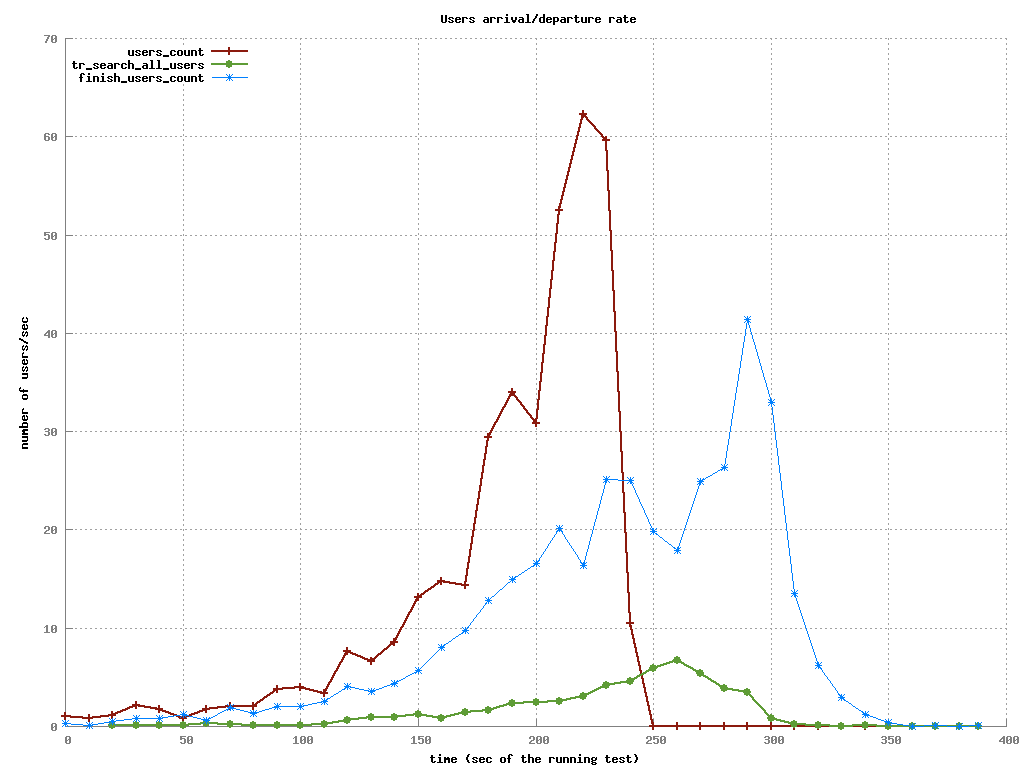 Users arrival/departure rate
users_count
tr_search_all_users
finish_users_count
70
60
50
40
30
20
10
0
number of users/sec
0 50 100 150 200 250 300 350 400
time (sec of the running test)